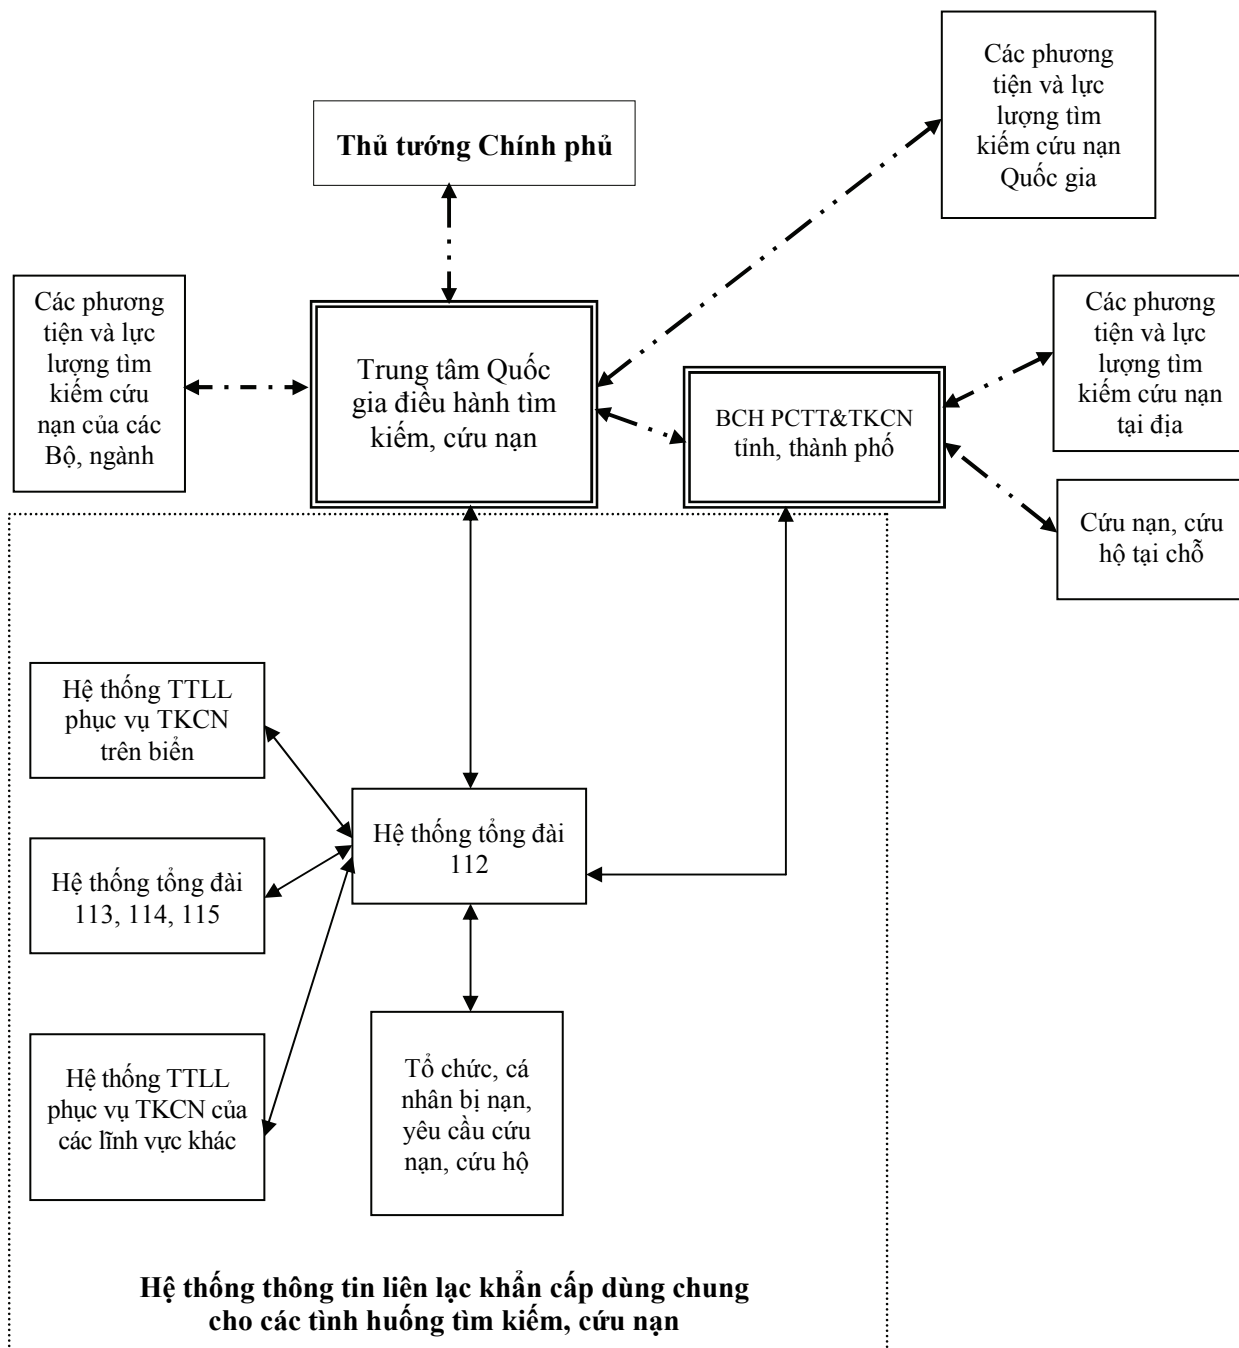 Các phương
tiện và lực
lượng tìm
kiếm cứu nạn
Quốc gia
Thủ tướng Chính phủ
Các phương
tiện và lực
lượng tìm
kiếm cứu
nạn của các
Bộ, ngành
Trung tâm Quốc
gia điều hành tìm
kiếm, cứu nạn
BCH PCTT&TKCN
tỉnh, thành phố
Các phương
tiện và lực
lượng tìm
kiếm cứu nạn
tại địa
Cứu nạn, cứu
hộ tại chỗ
Hệ thống TTLL
phục vụ TKCN
trên biển
Hệ thống tổng đài
112
Hệ thống tổng đài
113, 114, 115
Hệ thống TTLL
phục vụ TKCN của
các lĩnh vực khác
Tổ chức, cá
nhân bị nạn,
yêu cầu cứu
nạn, cứu hộ
Hệ thống thông tin liên lạc khẩn cấp dùng chung
cho các tình huống tìm kiếm, cứu nạn